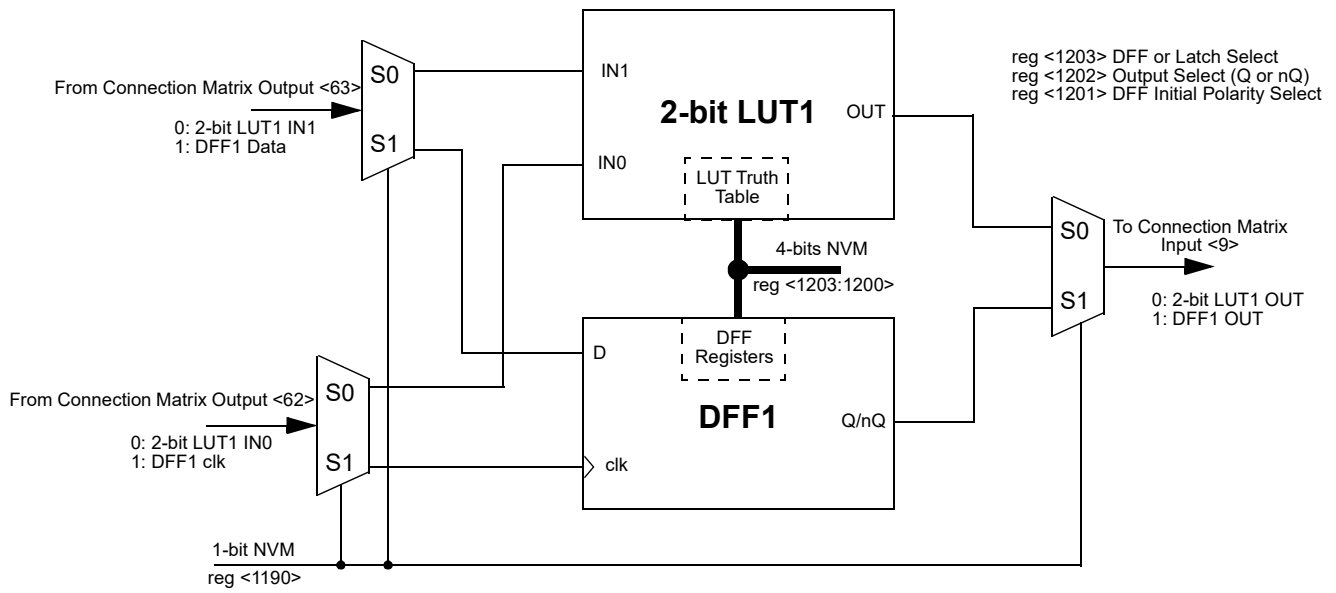 reg <1203> DFF or Latch Select
reg <1202> Output Select (Q or nQ)
reg <1201> DFF Initial Polarity Select
From Connection Matrix Output <63>
0: 2-bit LUT1 IN1
1: DFF1 Data
S0
S1
IN1
IN0
2-bit LUT1
OUT
LUT Truth
Table
4-bits NVM
reg <1203:1200>
S0
S1
To Connection Matrix
Input <9>
0: 2-bit LUT1 OUT
1: DFF1 OUT
DFF
Registers
D
DFF1
Q/nQ
clk
From Connection Matrix Output <62>
0: 2-bit LUT1 IN0
1: DFF1 clk
S0
S1
1-bit NVM
reg <1190>